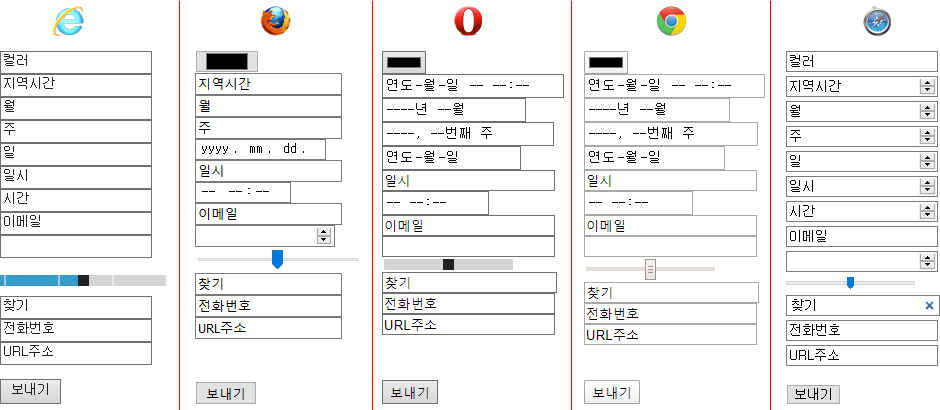 컬러
지역시간
월
주
일
일시
시간
이메일
찾기
전화번호
URL주소
보내기
지역시간
월
주
yyyy. mm. dd.
일시
-- --:--
이메일
찾기
전화번호
URL주소
보내기
연도-월-일 -- --:--
----년 --월
----, --번째 주
연도-월-일
일시
-- --:--
이메일
찾기
전화번호
URL주소
보내기
연도-월-일 -- --:--
----년 --월
----, --번째 주
연도-월-일
일시
-- --:--
이메일
찾기
전화번호
URL주소
보내기
컬러
지역시간
월
주
일
일시
시간
이메일
찾기
전화번호
URL주소
보내기